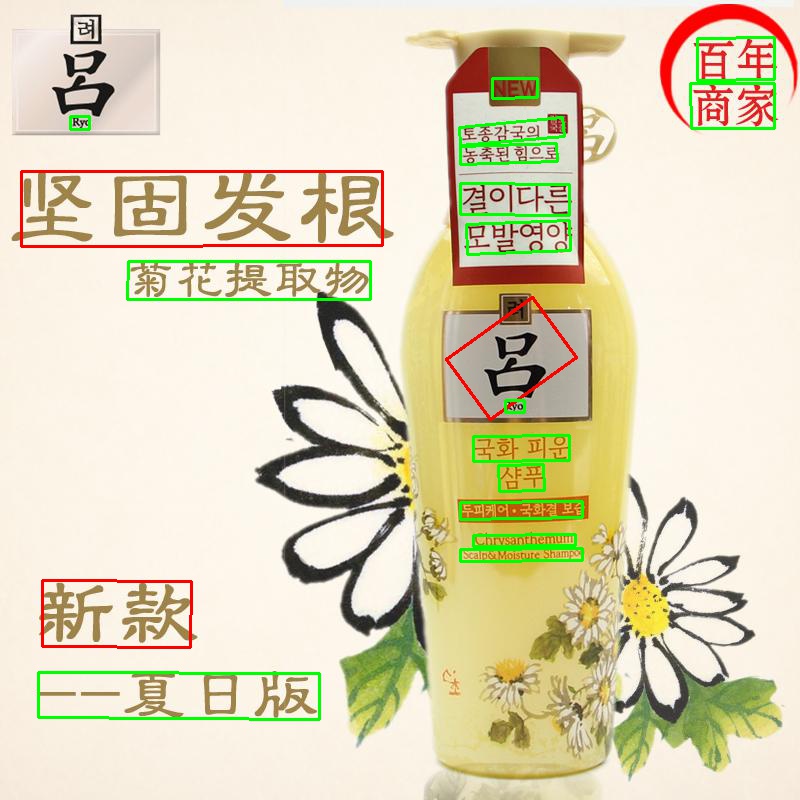 려
呂
Ryo
百年
商家
NEW
토종감국의
농축된 힘으로
결이다른
모발영양
坚固发根
菊花提取物
려
呂
Ryo
국화 피운
샴푸
두피케어·국화결 보습
Chrysanthemum
Scalp&Moisture Shampoo
新款
——夏日版